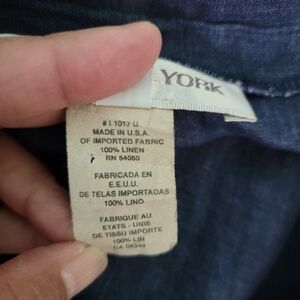 YORK
# I 1017 U
MADE IN U.S.A.
OF IMPORTED FABRIC
100% LINEN
RN 54050
FABRICADA EN
E.E.U.U.
DE TELAS IMPORTADAS
100% LINO
FABRIQUE AU
ETATS - UNIS
DE TISSU IMPORTE
100% LIN